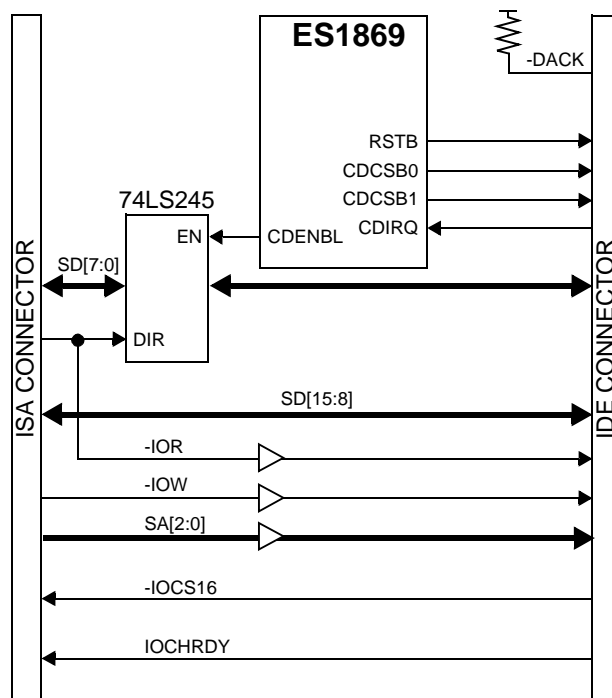 ES1869
-DACK
RSTB
CDCSB0
CDCSB1
CDIRQ
CDENBL
74LS245
EN
DIR
SD[7:0]
ISA CONNECTOR
IDE CONNECTOR
SD[15:8]
-IOR
-IOW
SA[2:0]
-IOCS16
IOCHRDY